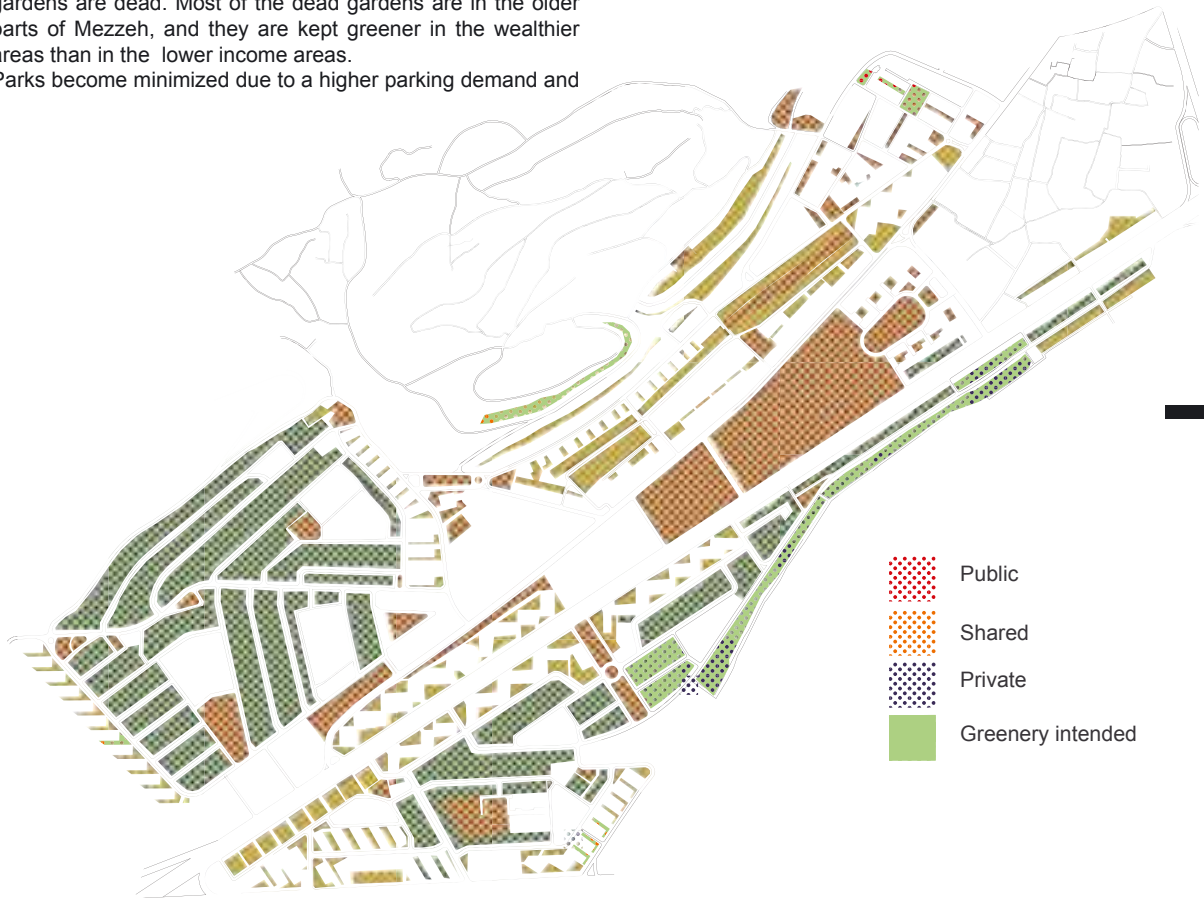 gardens are dead. Most of the dead gardens are in the older
parts of Mezzeh, and they are kept greener in the wealthier
areas than in the lower income areas.
Parks become minimized due to a higher parking demand and
Public
Shared
Private
Greenery intended